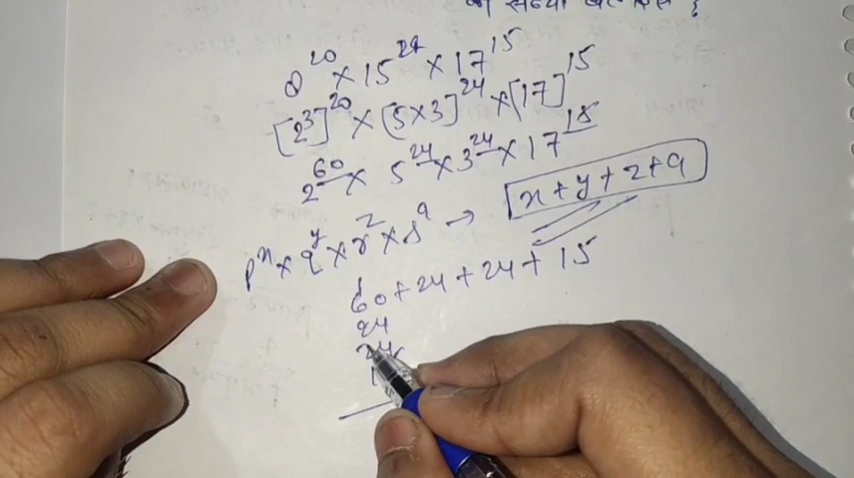 की संख्या
8^20 × 15^24 × 17^15
[2^3]^20 × (5×3]^24 × [17]^15
2^60 × 5^24 × 3^24 × 17^15
p^x × q^y × r^z × s^a → x + y + z + a
60 + 24 + 24 + 15
24
24